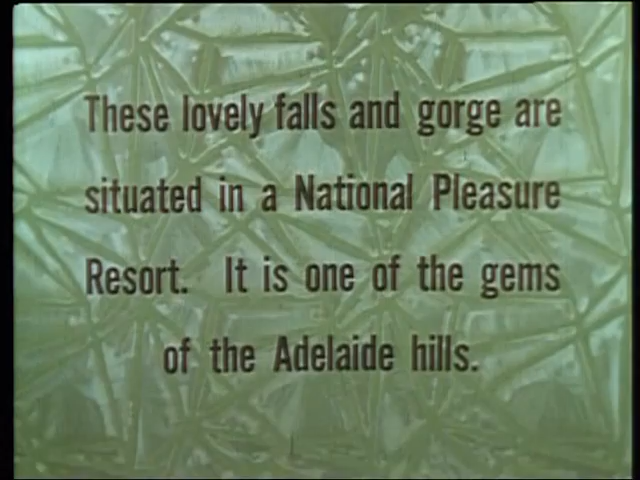 These lovely falls and gorge are
situated in a National Pleasure
Resort. It is one of the gems
of the Adelaide hills.